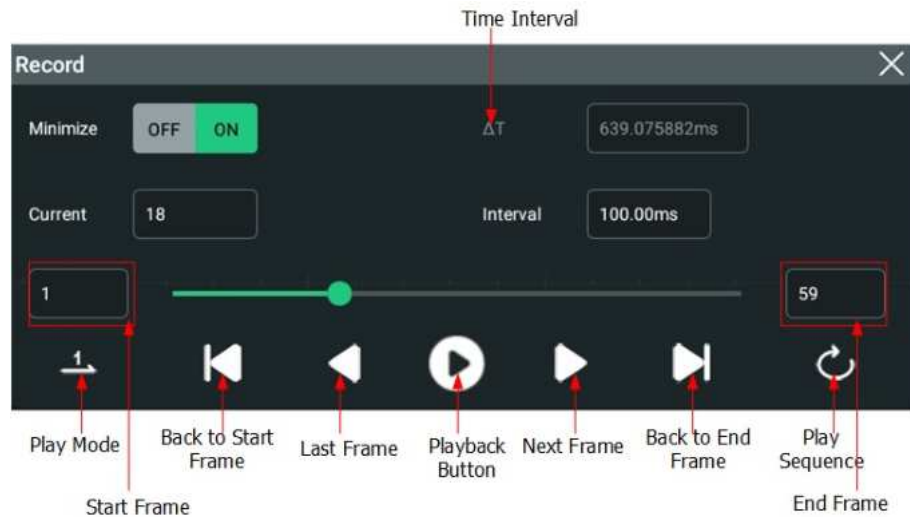 Time Interval
Record
Minimize OFF ON ΔT 639.075882ms
Current 18 Interval 100.00ms
1 59
1
Play Mode Back to Start Frame Last Frame Playback Button Next Frame Back to End Frame Play Sequence
Start Frame End Frame